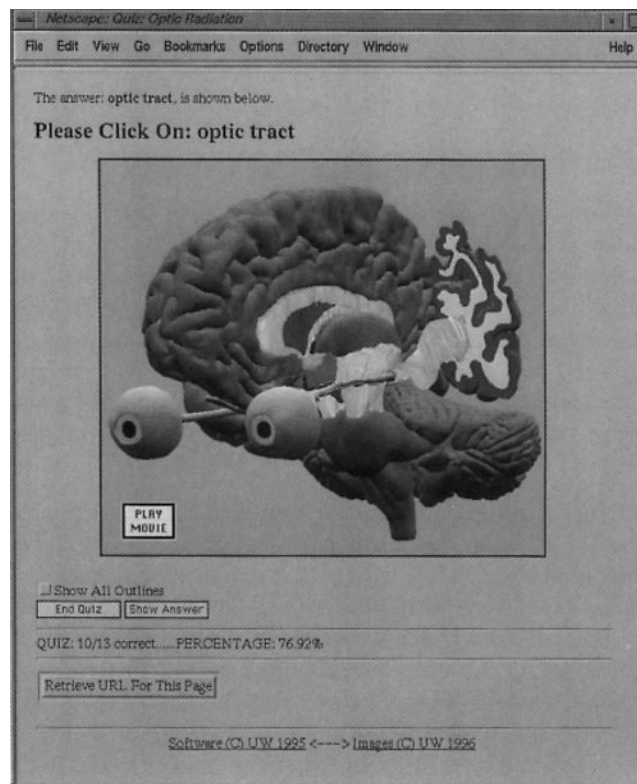 Netscape: Quiz: Optic Radiation
File Edit View Go Bookmarks Options Directory Window Help
The answer: optic tract, is shown below.
Please Click On: optic tract
PLAY
MOVIE
Show All Outlines
End Quiz Show Answer
QUIZ: 10/13 correct.....PERCENTAGE: 76.92%
Retrieve URL For This Page
Software (C) UW 1995 <---> Images (C) UW 1996